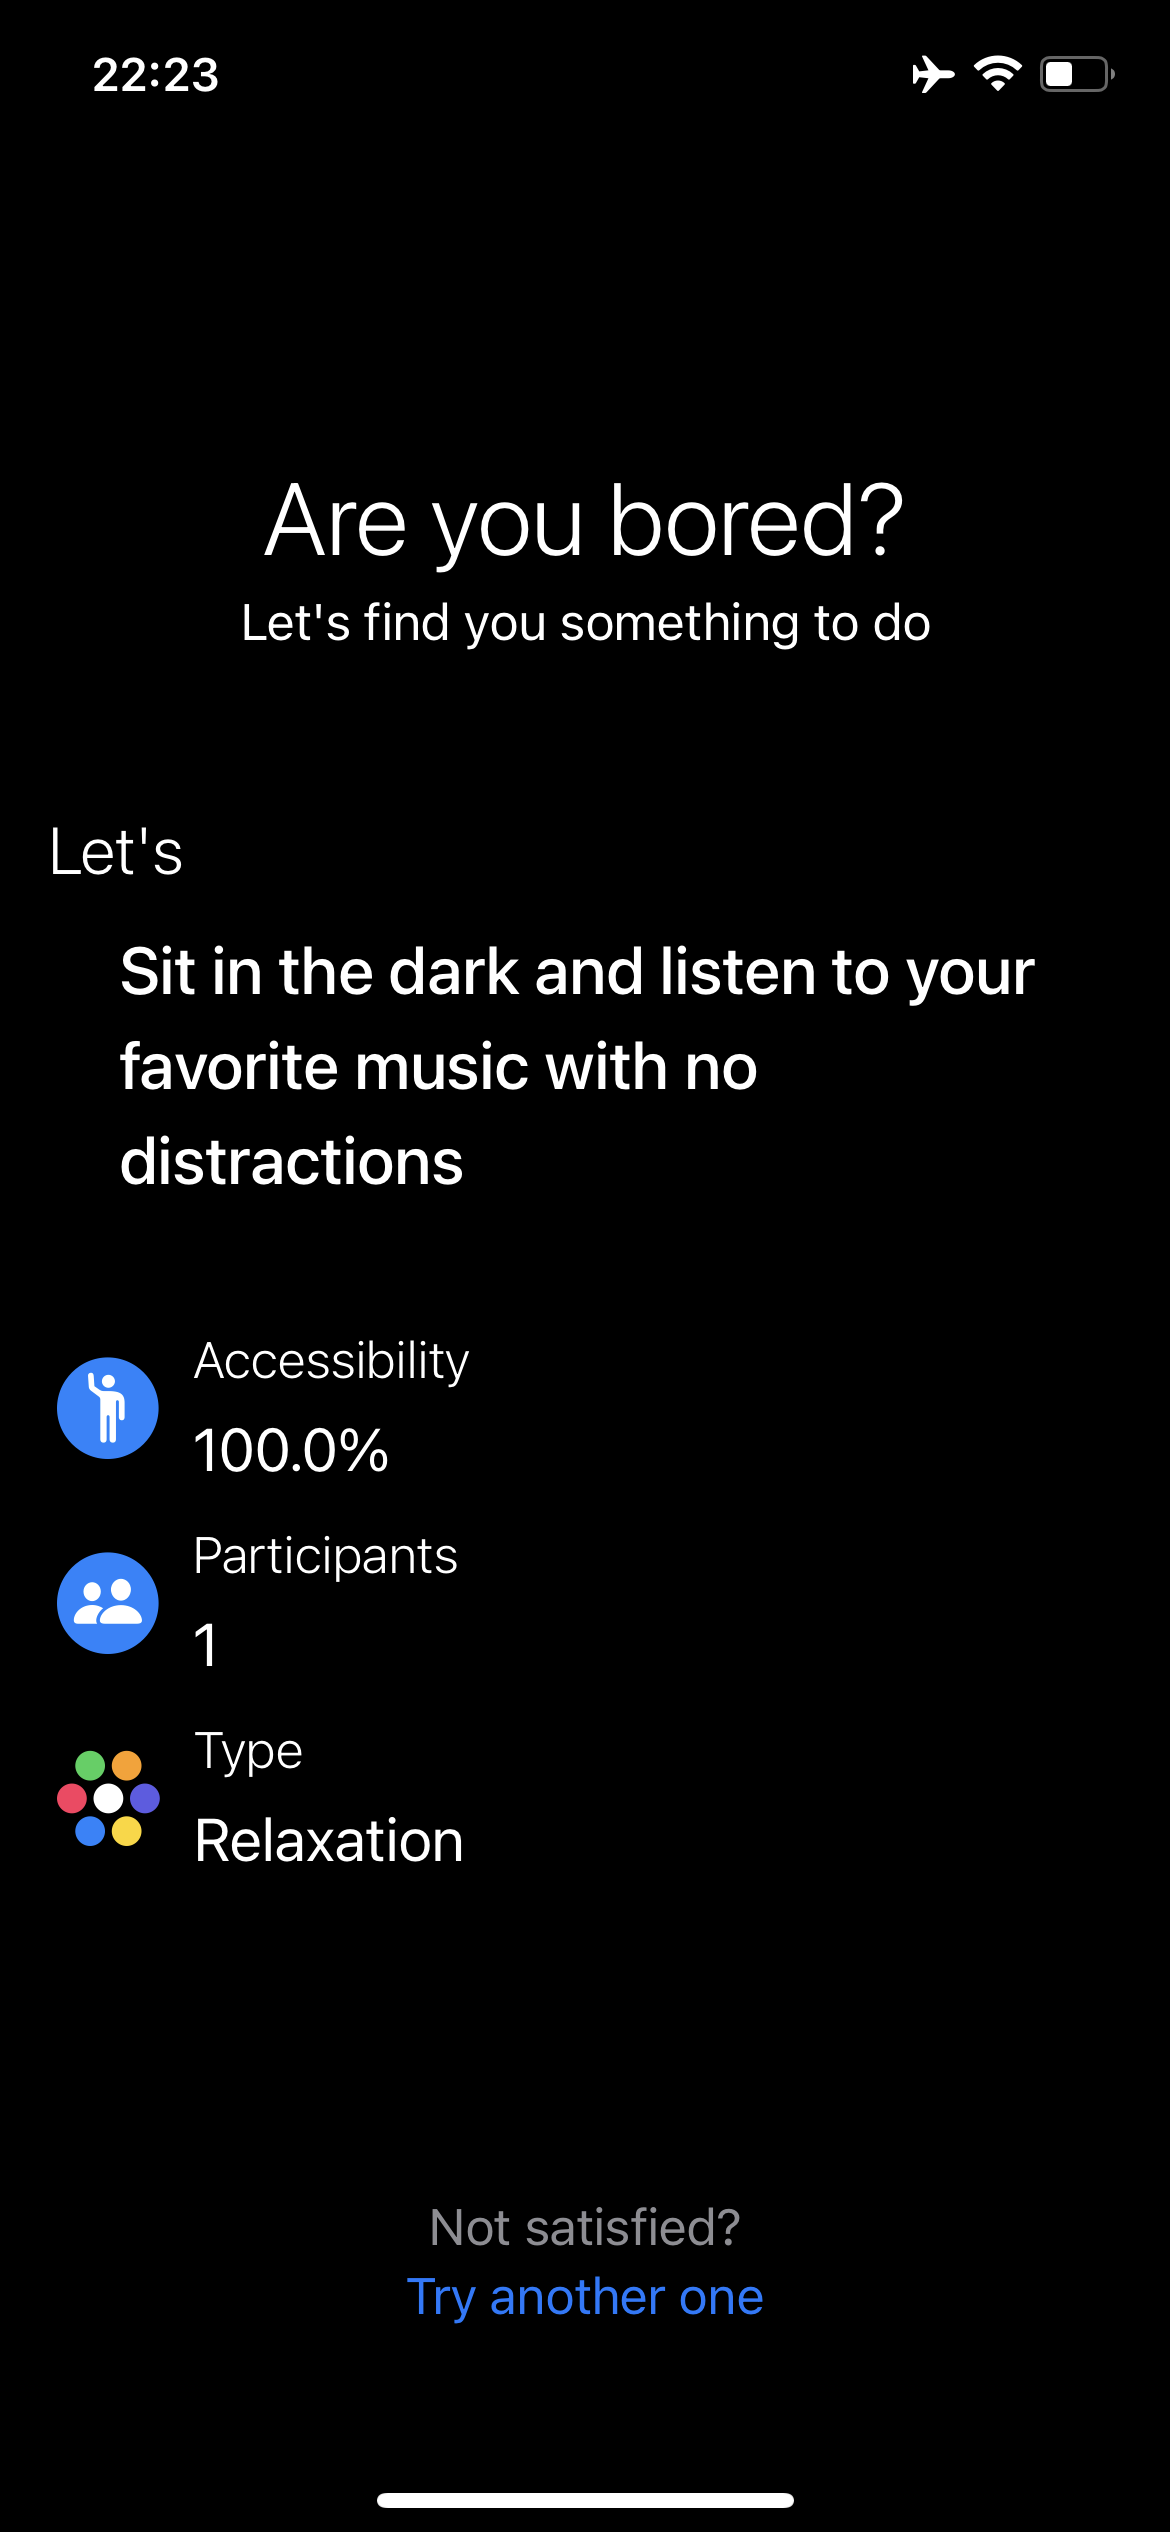 22:23
Are you bored?
Let's find you something to do
Let's
Sit in the dark and listen to your
favorite music with no
distractions
Accessibility
100.0%
Participants
1
Type
Relaxation
Not satisfied?
Try another one